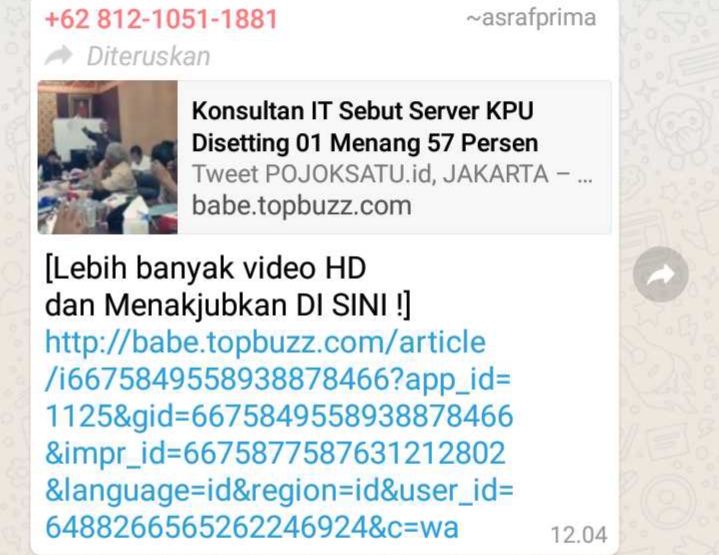 +62 812-1051-1881 ~asrafprima
Diteruskan
Konsultan IT Sebut Server KPU
Disetting 01 Menang 57 Persen
Tweet POJOKSATU.id, JAKARTA – ...
babe.topbuzz.com
[Lebih banyak video HD
dan Menakjubkan DI SINI !]
http://babe.topbuzz.com/article
/i6675849558938878466?app_id=
1125&gid=6675849558938878466
&impr_id=6675877587631212802
&language=id&region=id&user_id=
6488266565262246924&c=wa
12.04